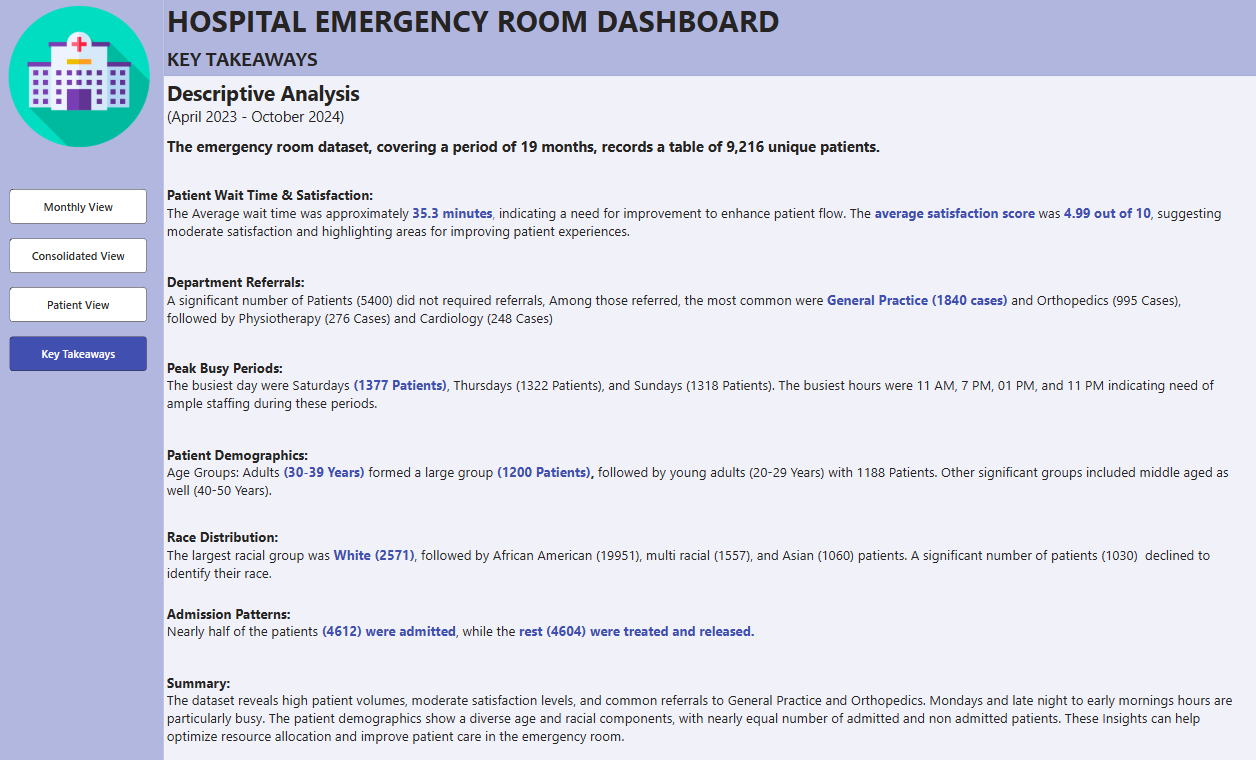 HOSPITAL EMERGENCY ROOM DASHBOARD
KEY TAKEAWAYS
Monthly View
Consolidated View
Patient View
Key Takeaways
Descriptive Analysis
(April 2023 - October 2024)
The emergency room dataset, covering a period of 19 months, records a table of 9,216 unique patients.
Patient Wait Time & Satisfaction:
The Average wait time was approximately 35.3 minutes, indicating a need for improvement to enhance patient flow. The average satisfaction score was 4.99 out of 10, suggesting
moderate satisfaction and highlighting areas for improving patient experiences.
Department Referrals:
A significant number of Patients (5400) did not required referrals, Among those referred, the most common were General Practice (1840 cases) and Orthopedics (995 Cases),
followed by Physiotherapy (276 Cases) and Cardiology (248 Cases)
Peak Busy Periods:
The busiest day were Saturdays (1377 Patients), Thursdays (1322 Patients), and Sundays (1318 Patients). The busiest hours were 11 AM, 7 PM, 01 PM, and 11 PM indicating need of
ample staffing during these periods.
Patient Demographics:
Age Groups: Adults (30-39 Years) formed a large group (1200 Patients), followed by young adults (20-29 Years) with 1188 Patients. Other significant groups included middle aged as
well (40-50 Years).
Race Distribution:
The largest racial group was White (2571), followed by African American (19951), multi racial (1557), and Asian (1060) patients. A significant number of patients (1030) declined to
identify their race.
Admission Patterns:
Nearly half of the patients (4612) were admitted, while the rest (4604) were treated and released.
Summary:
The dataset reveals high patient volumes, moderate satisfaction levels, and common referrals to General Practice and Orthopedics. Mondays and late night to early mornings hours are
particularly busy. The patient demographics show a diverse age and racial components, with nearly equal number of admitted and non admitted patients. These Insights can help
optimize resource allocation and improve patient care in the emergency room.